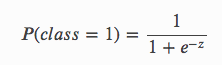 P(class = 1) = 1 / (1 + e^{-z})